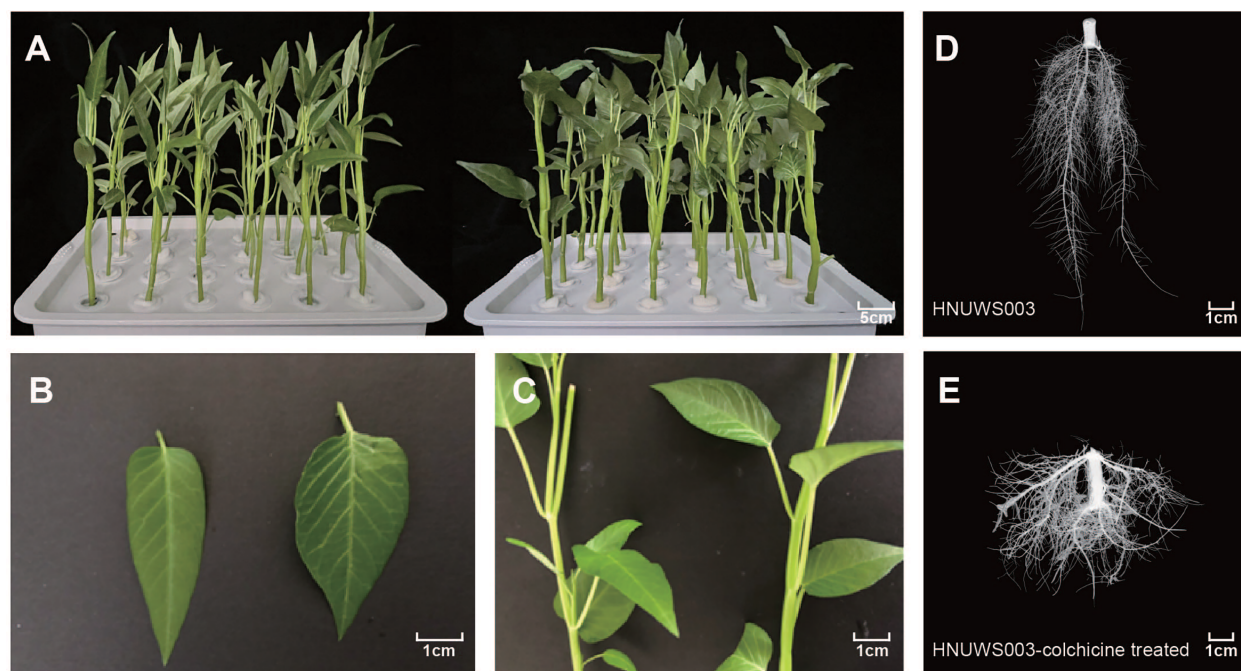 A
5cm
B
1cm
C
1cm
D
HNUWS003
1cm
E
HNUWS003-colchicine treated
1cm